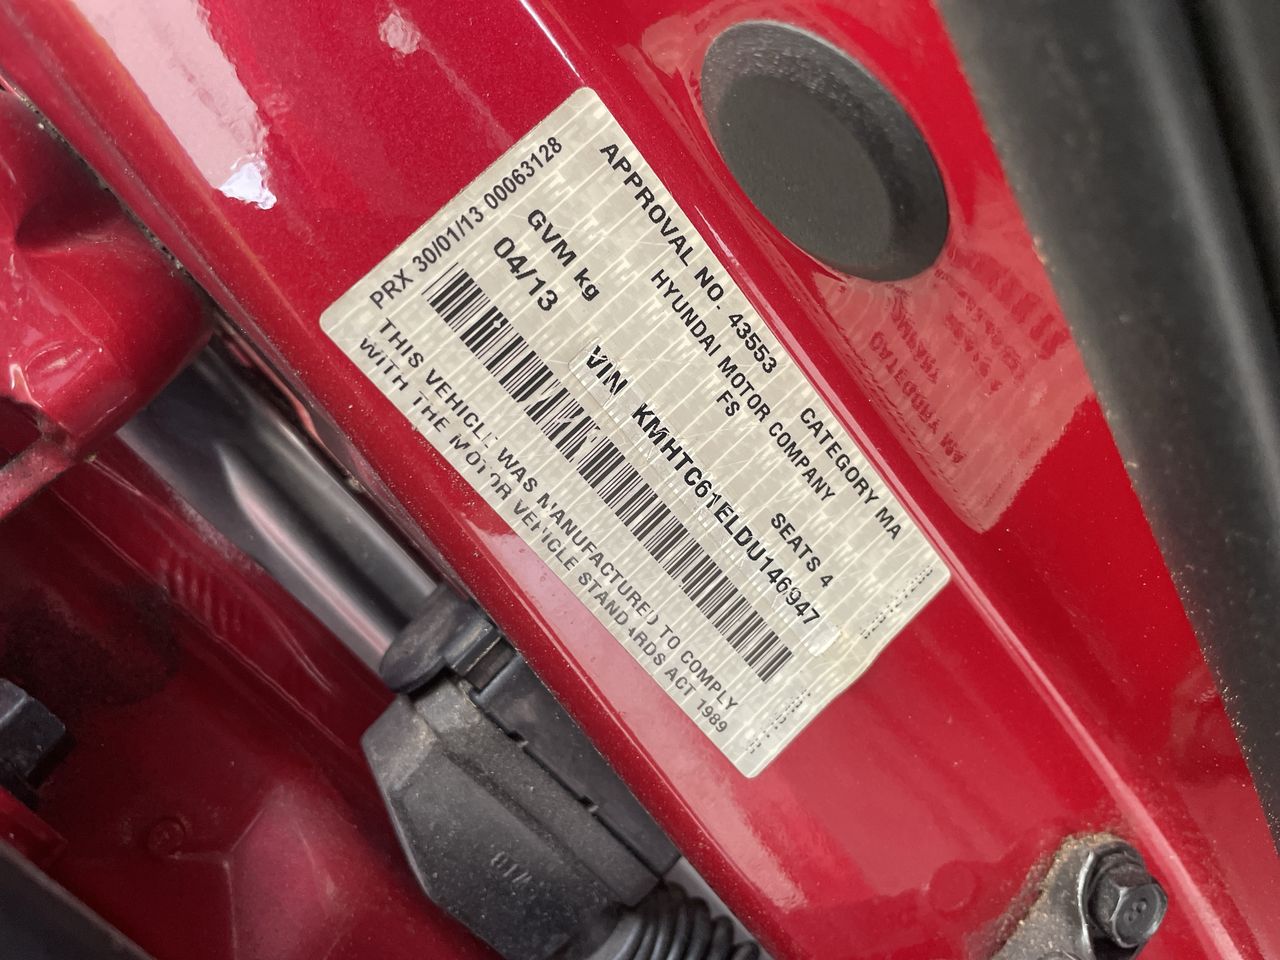 APPROVAL NO. 43553 CATEGORY MA
HYUNDAI MOTOR COMPANY
FS SEATS 4
PRX 30/01/13 00063128
GVM kg
04/13
VIN KMHTC61ELDU146947
THIS VEHICLE WAS MANUFACTURED TO COMPLY
WITH THE MOTOR VEHICLE STANDARDS ACT 1989
8